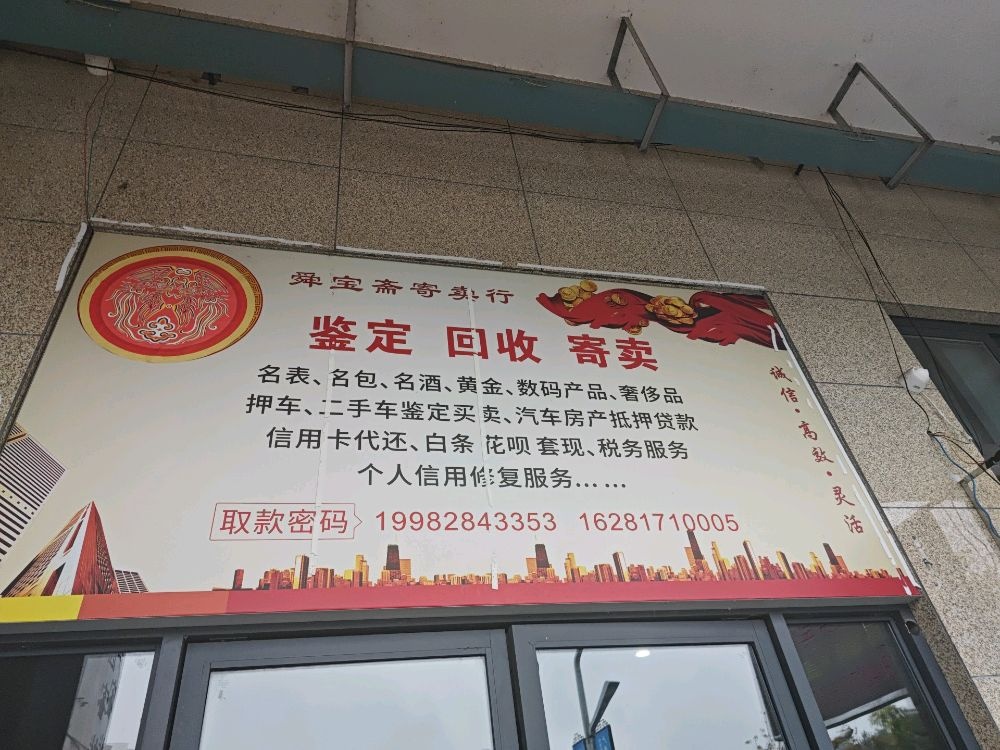 舜宝斋寄卖行
鉴定 回收 寄卖
名表、名包、名酒、黄金、数码产品、奢侈品
押车、二手车鉴定买卖、汽车房产抵押贷款
信用卡代还、白条 花呗 套现、税务服务
个人信用修复服务... ...
取款密码 19982843353 16281710005
诚信·高效·灵活